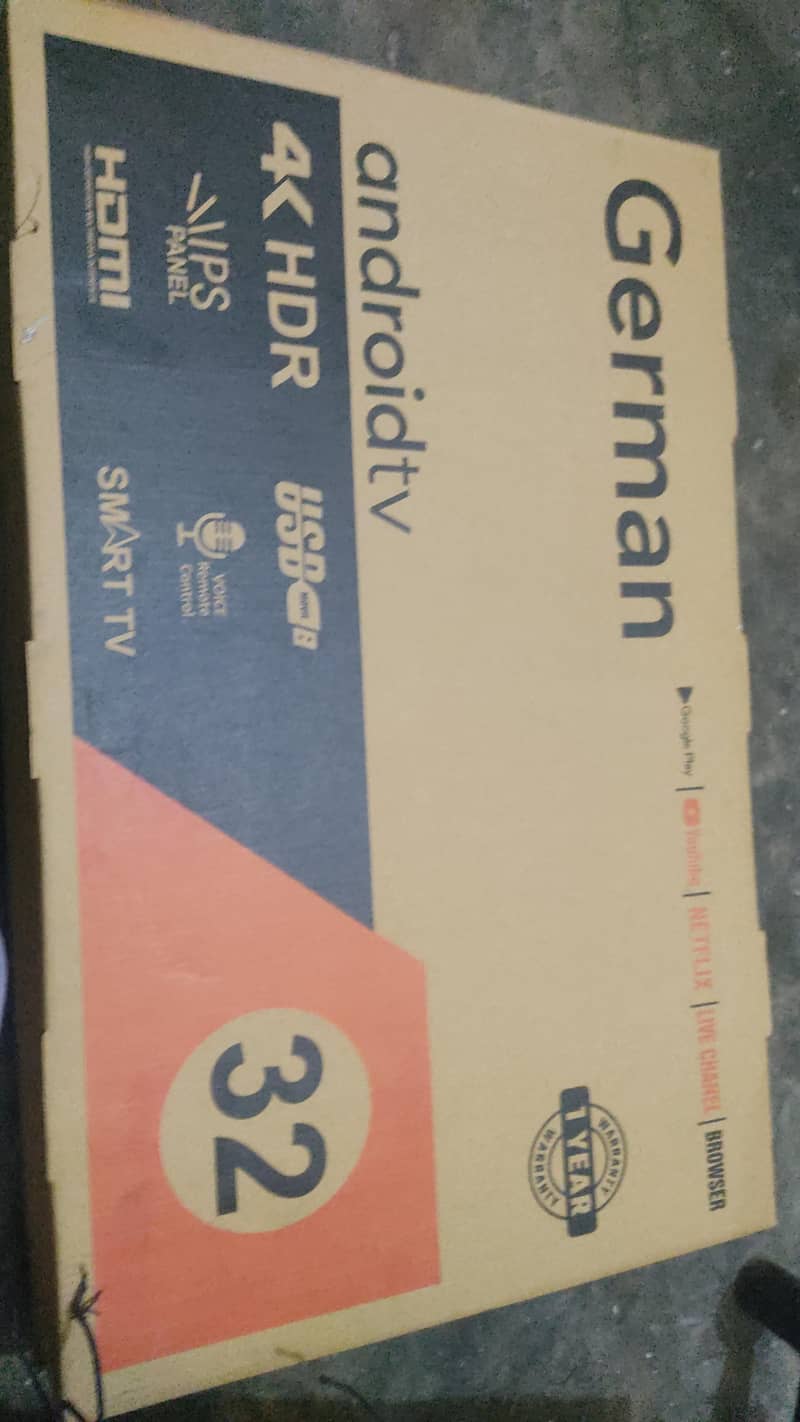 German
Google Play | YouTube | NETFLIX | LIVE CHANEL | BROWSER
WARRANTY
1 YEAR
WARRANTY
androidtv
4K HDR
USB
IPS
PANEL
VOICE
Remote
Control
HDMI
SMART TV
32